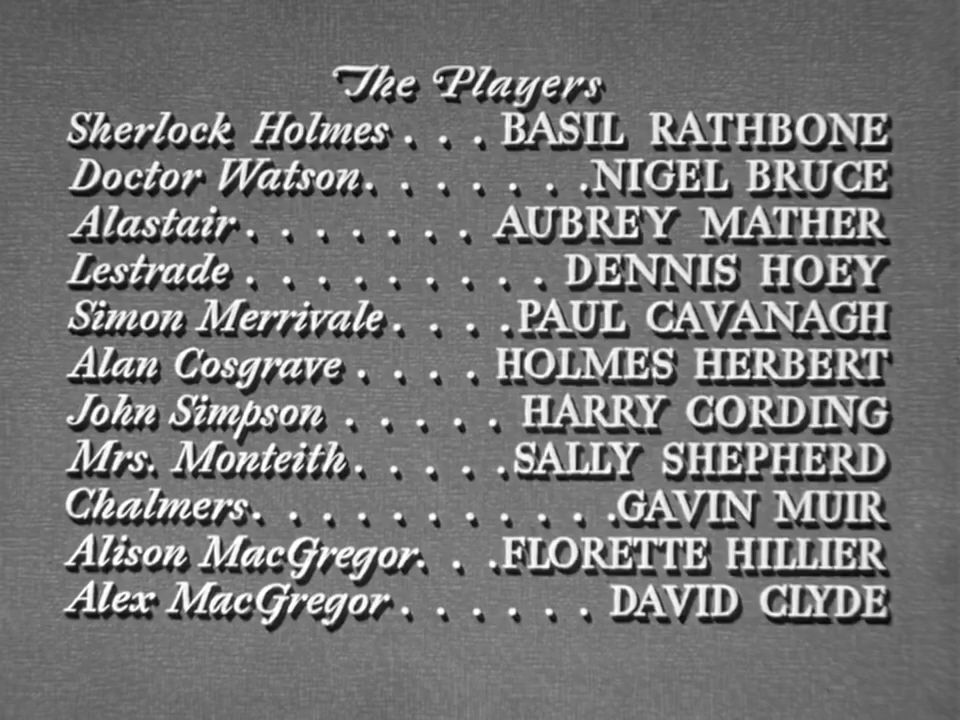 The Players
Sherlock Holmes . . . BASIL RATHBONE
Doctor Watson. . . . . . . .NIGEL BRUCE
Alastair . . . . . . . AUBREY MATHER
Lestrade . . . . . . . . . DENNIS HOEY
Simon Merrivale . . . .PAUL CAVANAGH
Alan Cosgrave . . . . HOLMES HERBERT
John Simpson . . . . . HARRY CORDING
Mrs. Monteith. . . . .SALLY SHEPHERD
Chalmers. . . . . . . . . . .GAVIN MUIR
Alison MacGregor. . .FLORETTE HILLIER
Alex MacGregor . . . . . . DAVID CLYDE